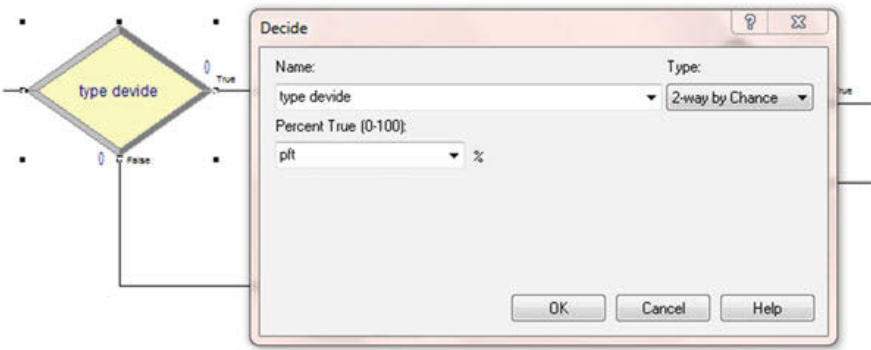 Decide
Name:
Type:
type devide
2-way by Chance
Percent True (0-100):
pft
%
OK
Cancel
Help
type devide
0
True
0
False